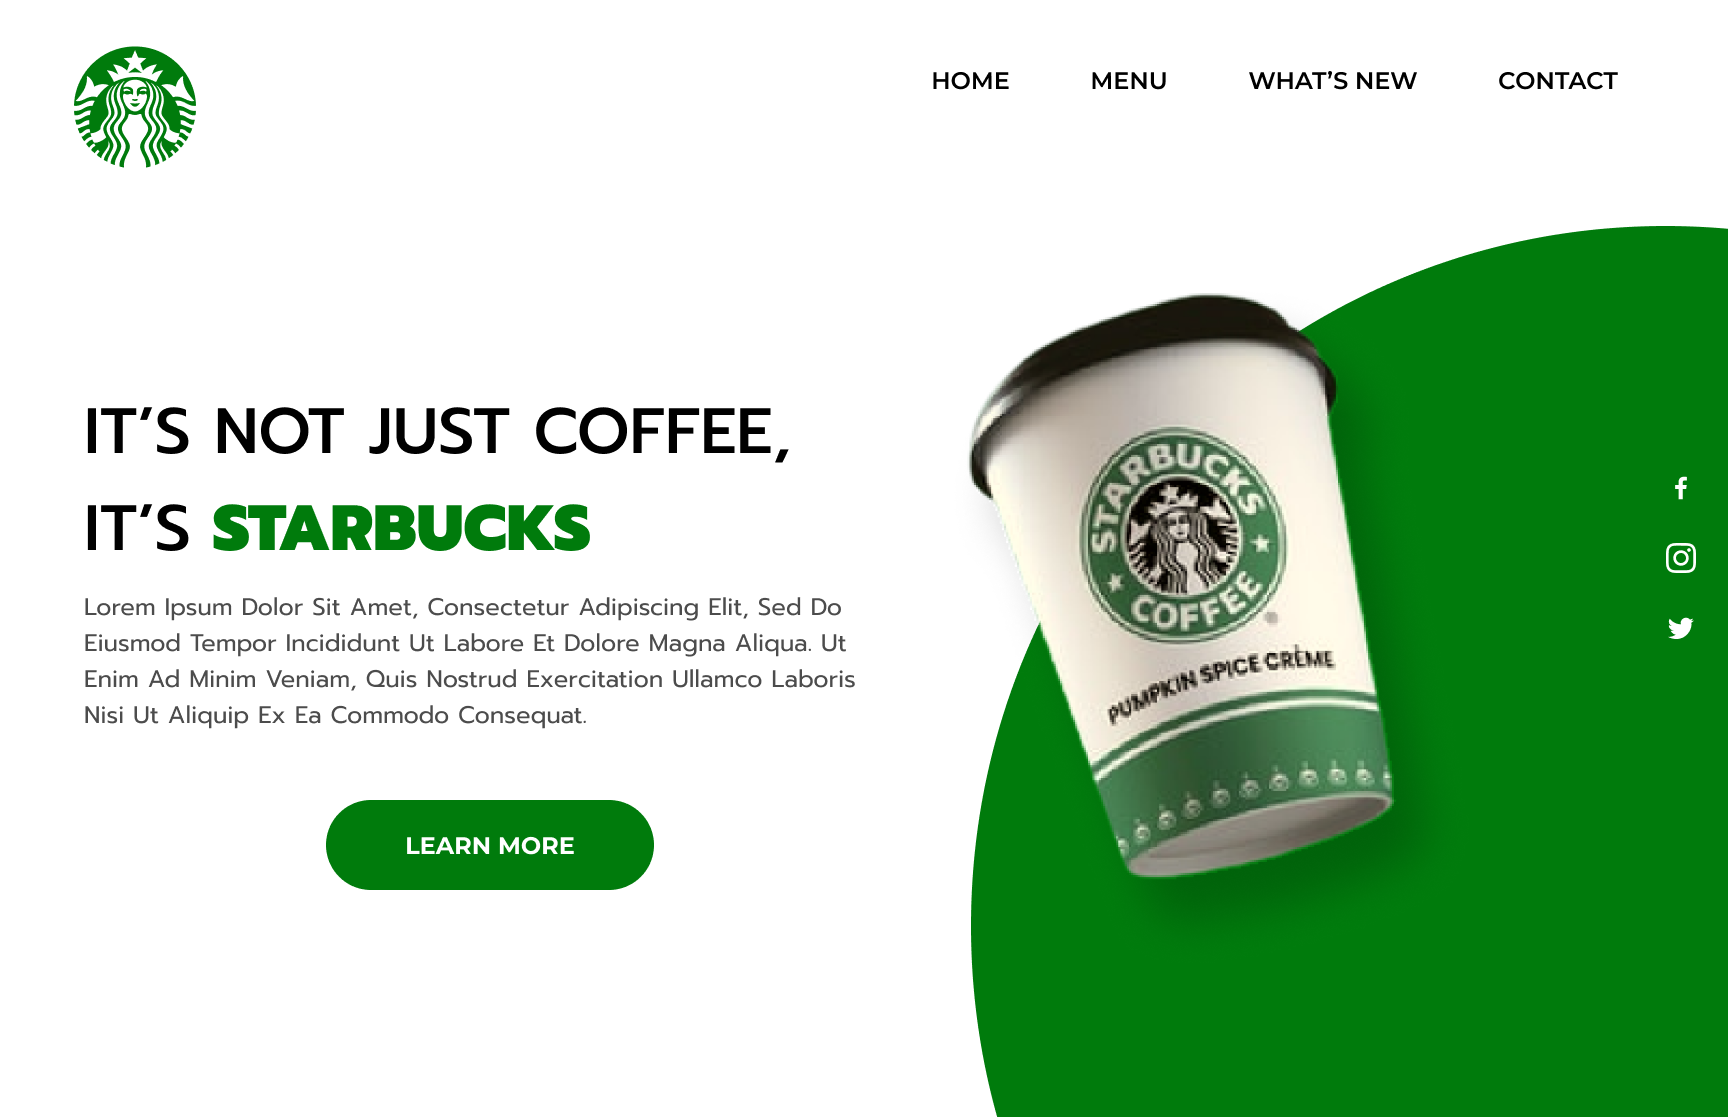 HOME MENU WHAT’S NEW CONTACT
IT’S NOT JUST COFFEE,
IT’S STARBUCKS
Lorem Ipsum Dolor Sit Amet, Consectetur Adipiscing Elit, Sed Do
Eiusmod Tempor Incididunt Ut Labore Et Dolore Magna Aliqua. Ut
Enim Ad Minim Veniam, Quis Nostrud Exercitation Ullamco Laboris
Nisi Ut Aliquip Ex Ea Commodo Consequat.
LEARN MORE
STARBUCKS
COFFEE
PUMPKIN SPICE CRÈME